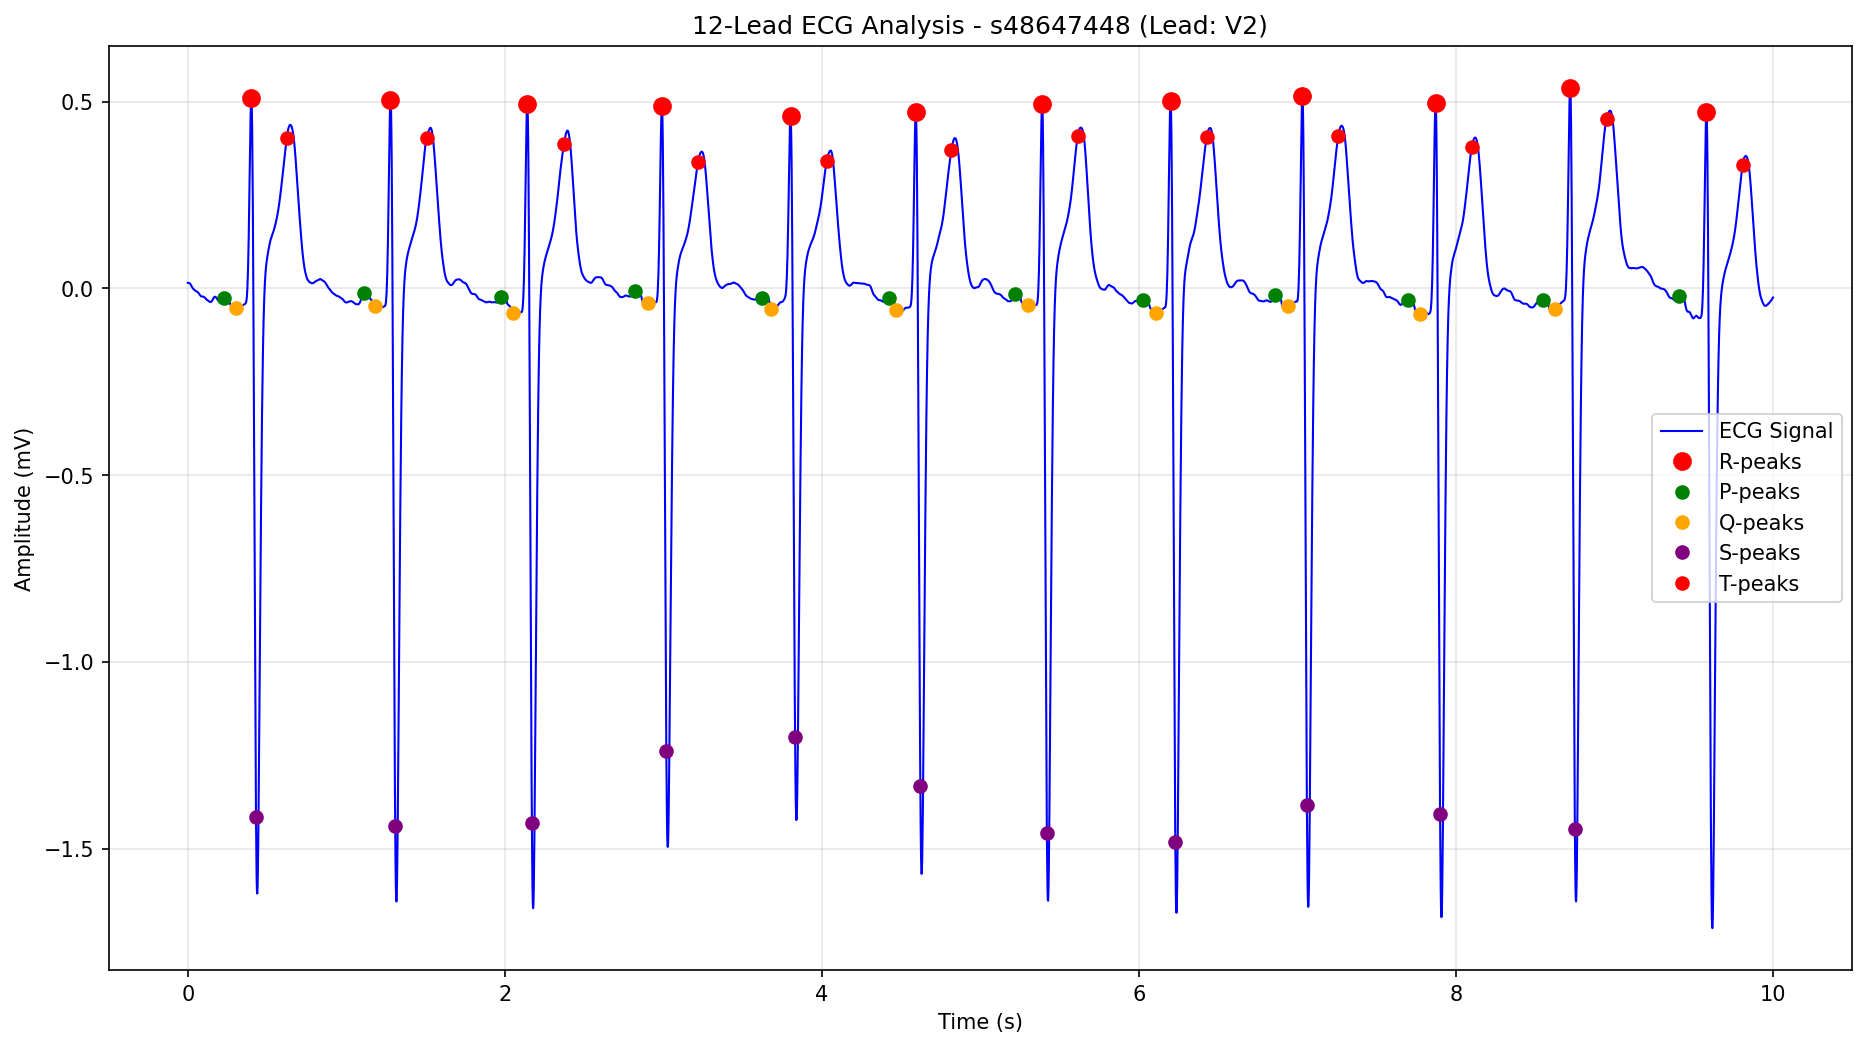 12-Lead ECG Analysis - s48647448 (Lead: V2)
0.5
0.0
−0.5
−1.0
−1.5
Amplitude (mV)
ECG Signal
R-peaks
P-peaks
Q-peaks
S-peaks
T-peaks
0 2 4 6 8 10
Time (s)